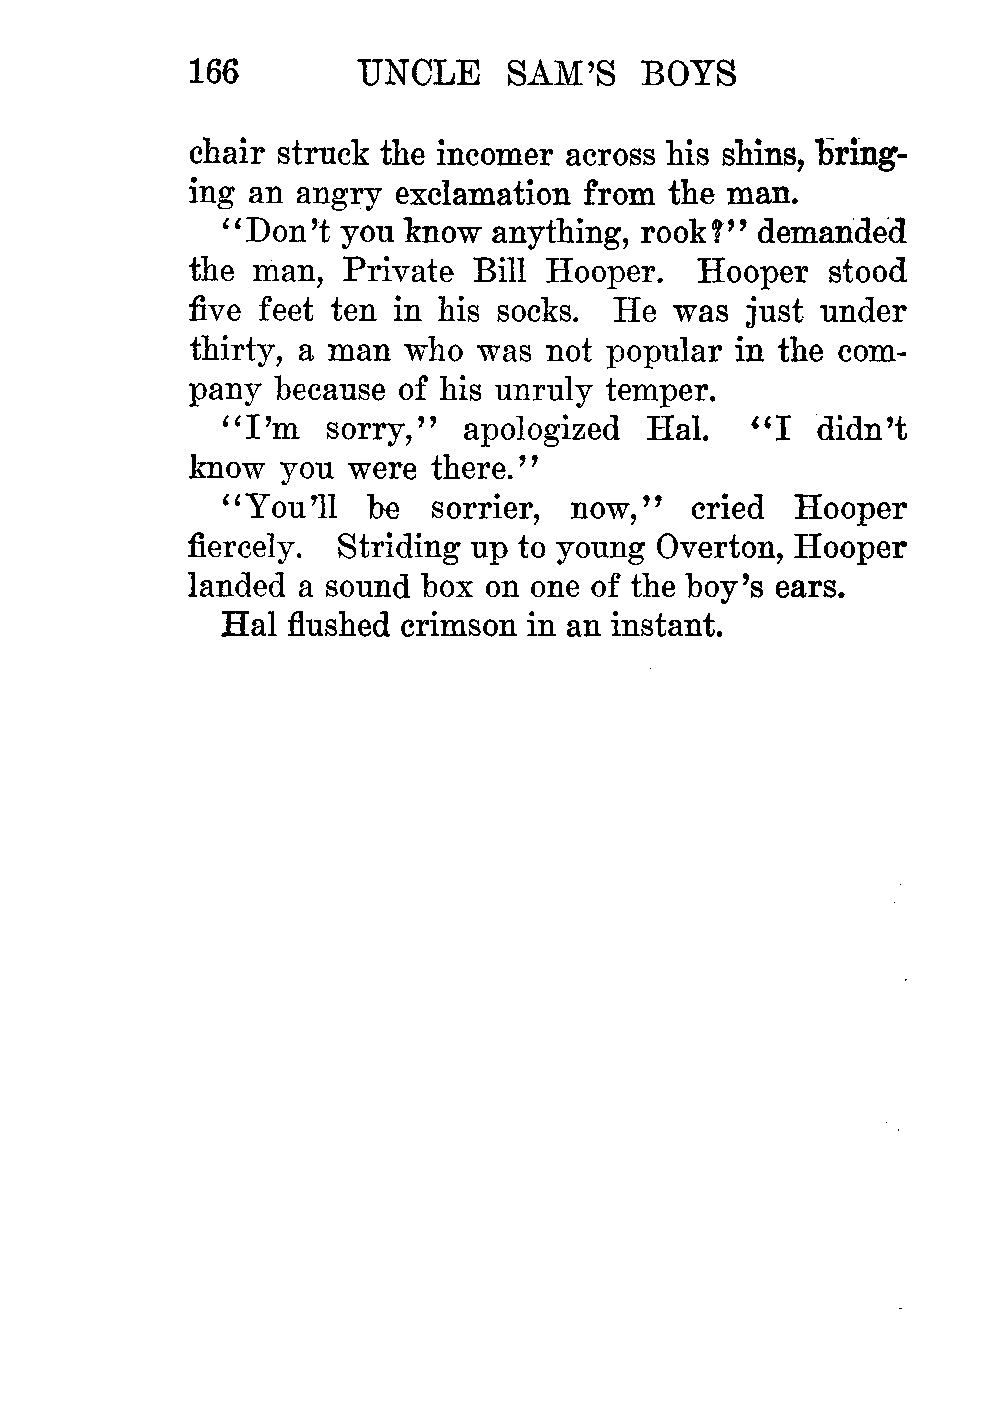 166 UNCLE SAM'S BOYS
chair struck the incomer across his shins, bring-
ing an angry exclamation from the man.
“Don't you know anything, rook?” demanded
the man, Private Bill Hooper. Hooper stood
five feet ten in his socks. He was just under
thirty, a man who was not popular in the com-
pany because of his unruly temper.
“I'm sorry,” apologized Hal. “I didn't
know you were there.”
“You'll be sorrier, now,” cried Hooper
fiercely. Striding up to young Overton, Hooper
landed a sound box on one of the boy's ears.
Hal flushed crimson in an instant.